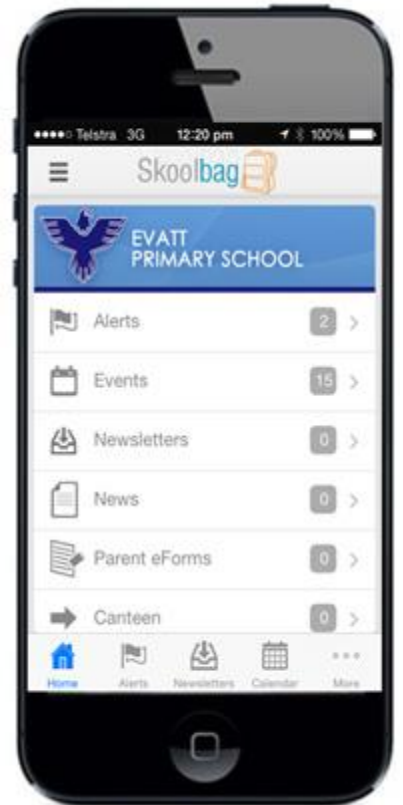 Telstra 3G 12:20 pm 100%
Skoolbag
EVATT
PRIMARY SCHOOL
Alerts 2
Events 15
Newsletters 0
News 0
Parent eForms 0
Canteen 0
Home Alerts Newsletters Calendar More